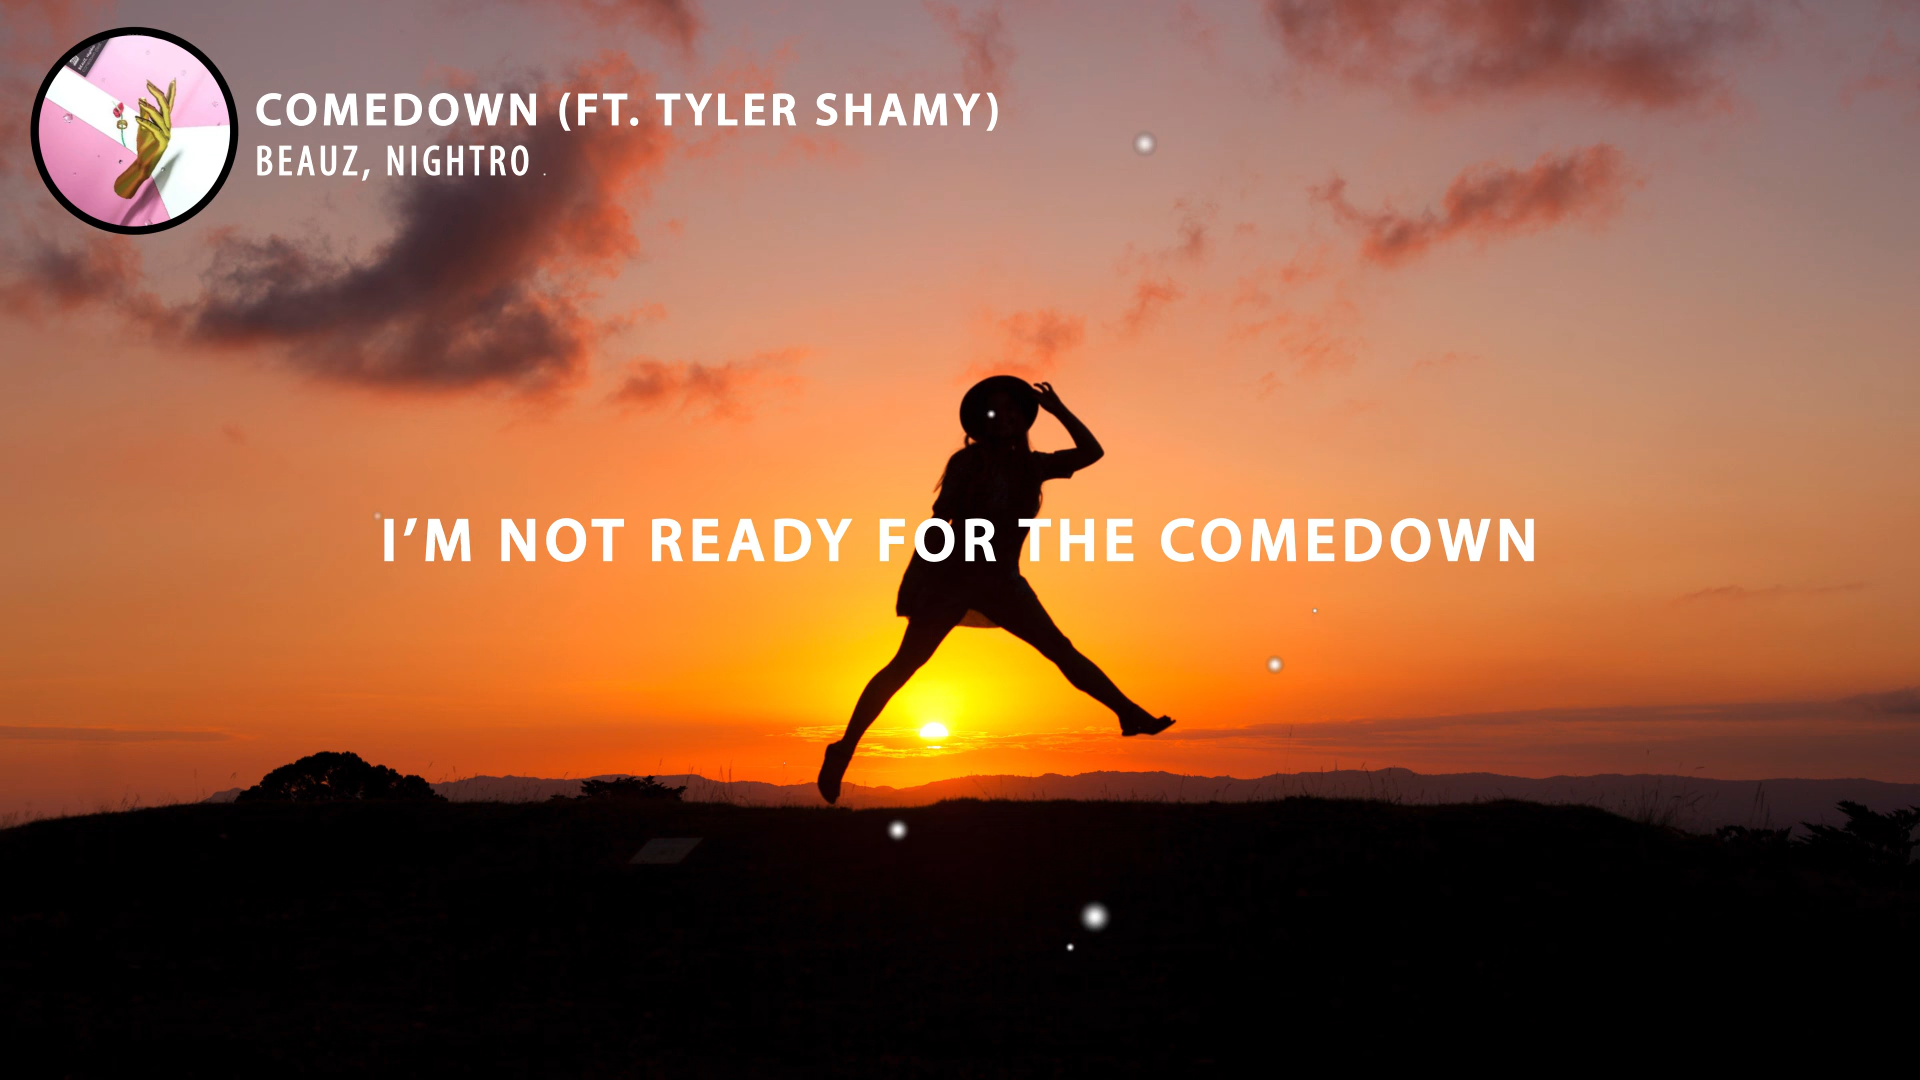 COMEDOWN (FT. TYLER SHAMY)
BEAUZ, NIGHTRO
I’M NOT READY FOR THE COMEDOWN